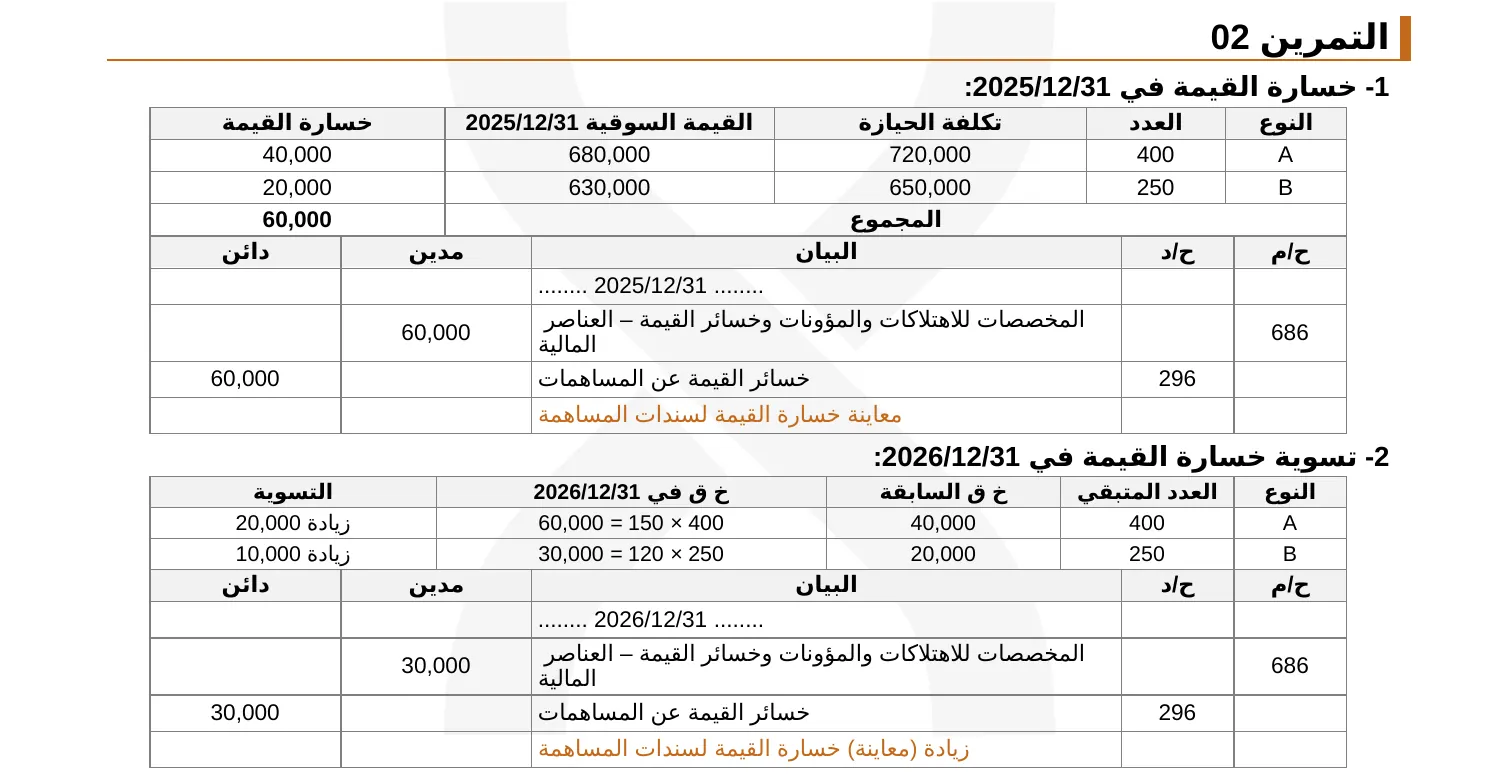 التمرين 02
1- خسارة القيمة في 2025/12/31:
النوع العدد تكلفة الحيازة القيمة السوقية 2025/12/31 خسارة القيمة
A 400 720,000 680,000 40,000
B 250 650,000 630,000 20,000
المجموع 60,000
ح/م ح/د البيان مدين دائن
........ 2025/12/31 ........
686 المخصصات للاهتلاكات والمؤونات وخسائر القيمة – العناصر 60,000
المالية
296 خسائر القيمة عن المساهمات 60,000
معاينة خسارة القيمة لسندات المساهمة
2- تسوية خسارة القيمة في 2026/12/31:
النوع العدد المتبقي خ ق السابقة خ ق في 2026/12/31 التسوية
A 400 40,000 60,000 = 150 × 400 زيادة 20,000
B 250 20,000 30,000 = 120 × 250 زيادة 10,000
ح/م ح/د البيان مدين دائن
........ 2026/12/31 ........
686 المخصصات للاهتلاكات والمؤونات وخسائر القيمة – العناصر 30,000
المالية
296 خسائر القيمة عن المساهمات 30,000
زيادة (معاينة) خسارة القيمة لسندات المساهمة